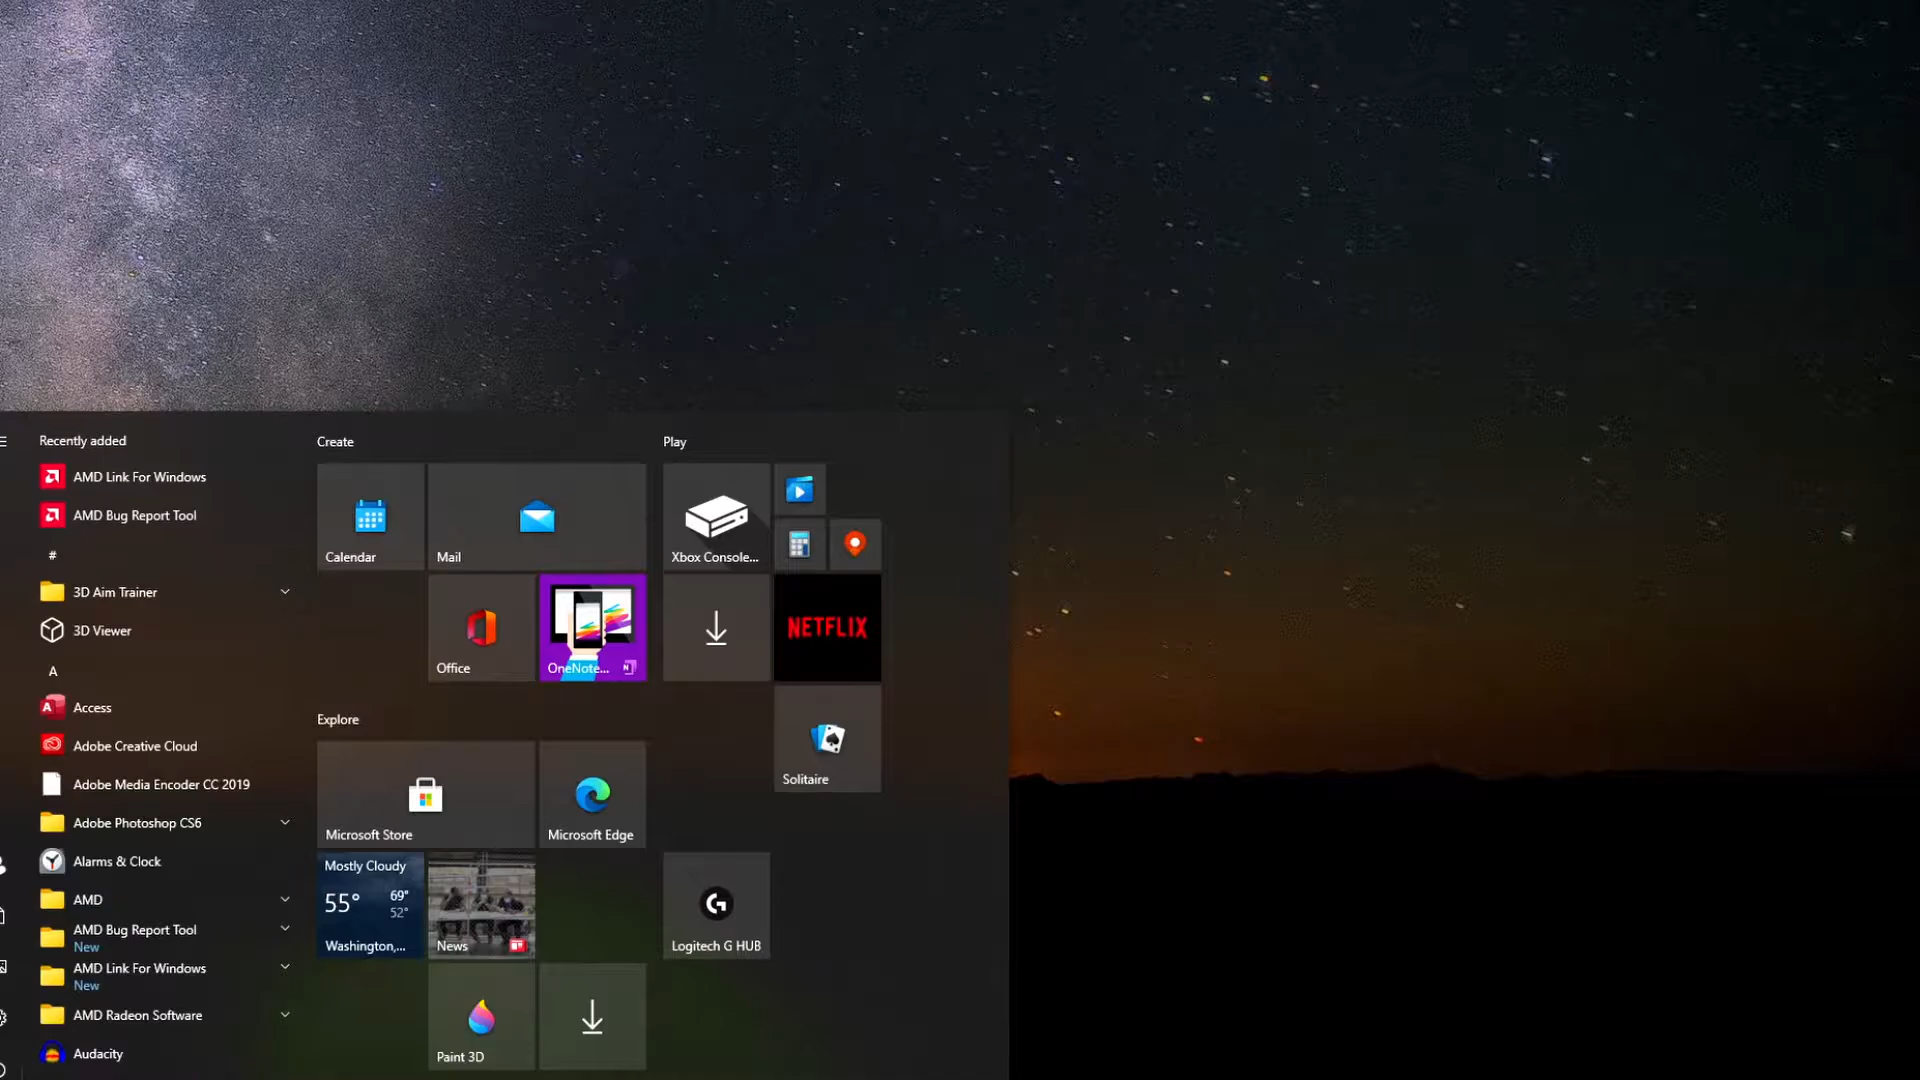 Recently added
AMD Link For Windows
AMD Bug Report Tool
#
3D Aim Trainer
3D Viewer
A
Access
Adobe Creative Cloud
Adobe Media Encoder CC 2019
Adobe Photoshop CS6
Alarms & Clock
AMD
AMD Bug Report Tool
New
AMD Link For Windows
New
AMD Radeon Software
Audacity
Create
Calendar
Mail
Office
OneNote...
Explore
Microsoft Store
Microsoft Edge
Mostly Cloudy
55° 69°
52°
Washington,...
News
Paint 3D
Play
Xbox Console...
NETFLIX
Solitaire
Logitech G HUB